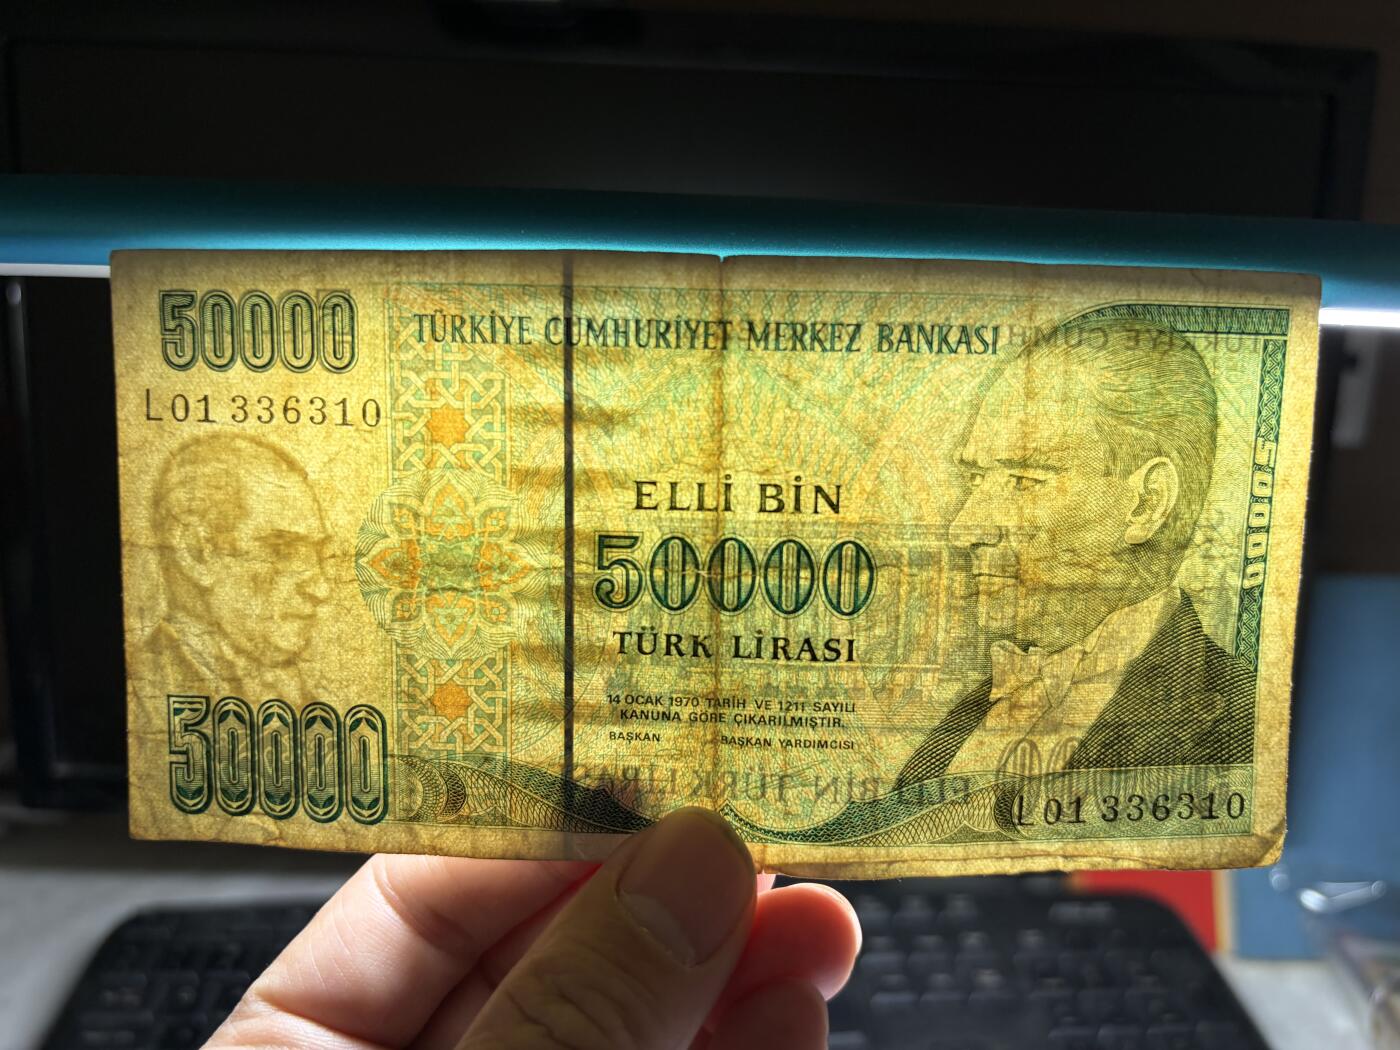 50000
TÜRKİYE CUMHURİYET MERKEZ BANKASI
L01 336310
50000
ELLİ BİN
50000
TÜRK LİRASI
14 OCAK 1970 TARİH VE 1211 SAYILI
KANUNA GÖRE ÇIKARILMIŞTIR.
BAŞKAN BAŞKAN YARDIMCISI
50000
L01 336310